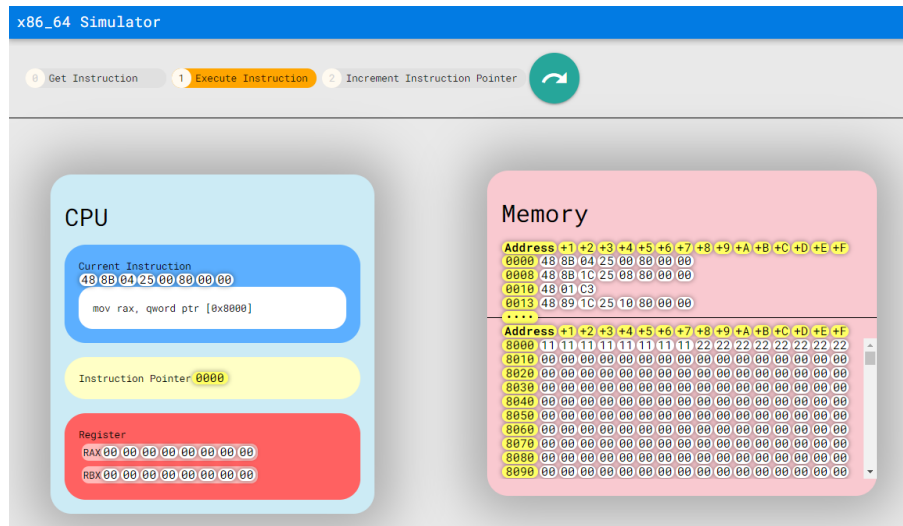 x86_64 Simulator
0 Get Instruction 1 Execute Instruction 2 Increment Instruction Pointer
CPU
Current Instruction
48 8B 04 25 00 80 00 00
mov rax, qword ptr [0x8000]
Instruction Pointer 0000
Register
RAX 00 00 00 00 00 00 00 00
RBX 00 00 00 00 00 00 00 00
Memory
Address +1 +2 +3 +4 +5 +6 +7 +8 +9 +A +B +C +D +E +F
0000 48 8B 04 25 00 80 00 00
0008 48 8B 1C 25 08 80 00 00
0010 48 01 C3
0013 48 89 1C 25 10 80 00 00
....
Address +1 +2 +3 +4 +5 +6 +7 +8 +9 +A +B +C +D +E +F
8000 11 11 11 11 11 11 11 11 22 22 22 22 22 22 22 22
8010 00 00 00 00 00 00 00 00 00 00 00 00 00 00 00 00
8020 00 00 00 00 00 00 00 00 00 00 00 00 00 00 00 00
8030 00 00 00 00 00 00 00 00 00 00 00 00 00 00 00 00
8040 00 00 00 00 00 00 00 00 00 00 00 00 00 00 00 00
8050 00 00 00 00 00 00 00 00 00 00 00 00 00 00 00 00
8060 00 00 00 00 00 00 00 00 00 00 00 00 00 00 00 00
8070 00 00 00 00 00 00 00 00 00 00 00 00 00 00 00 00
8080 00 00 00 00 00 00 00 00 00 00 00 00 00 00 00 00
8090 00 00 00 00 00 00 00 00 00 00 00 00 00 00 00 00